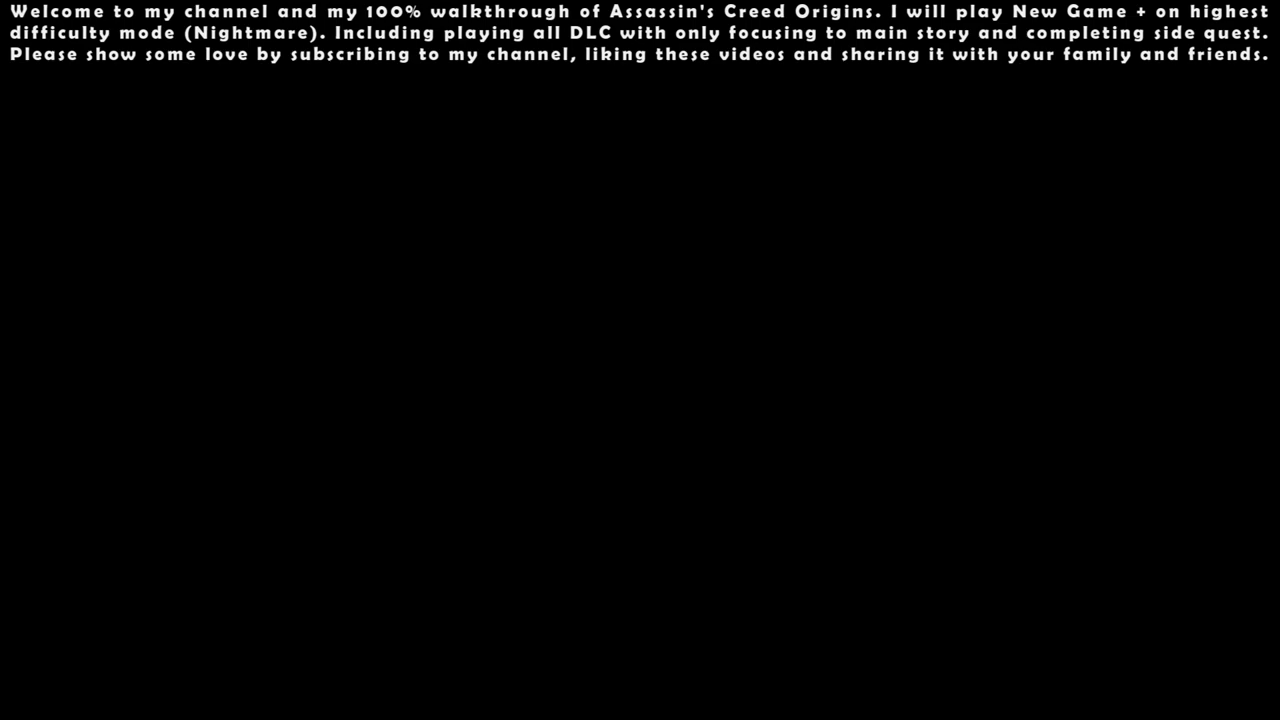 Welcome to my channel and my 100% walkthrough of Assassin's Creed Origins. I will play New Game + on highest
difficulty mode (Nightmare). Including playing all DLC with only focusing to main story and completing side quest.
Please show some love by subscribing to my channel, liking these videos and sharing it with your family and friends.